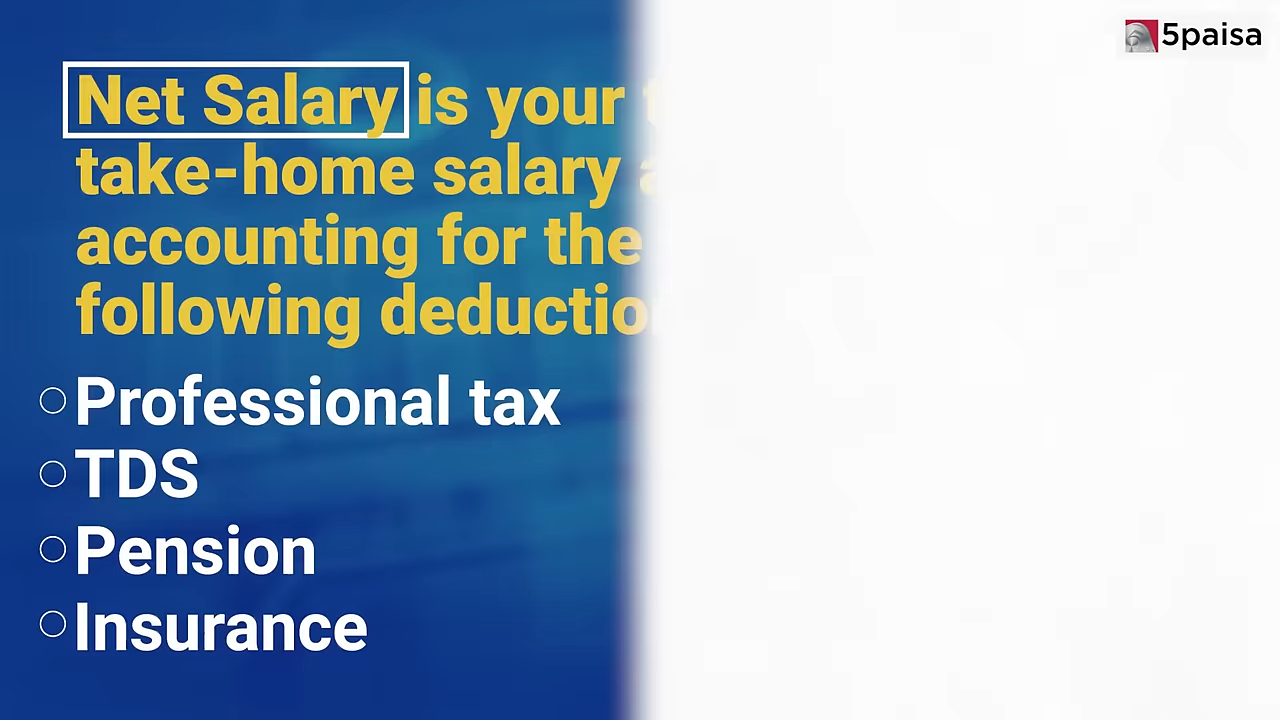 5paisa
Net Salary is your
take-home salary
accounting for the
following deductio
Professional tax
TDS
Pension
Insurance